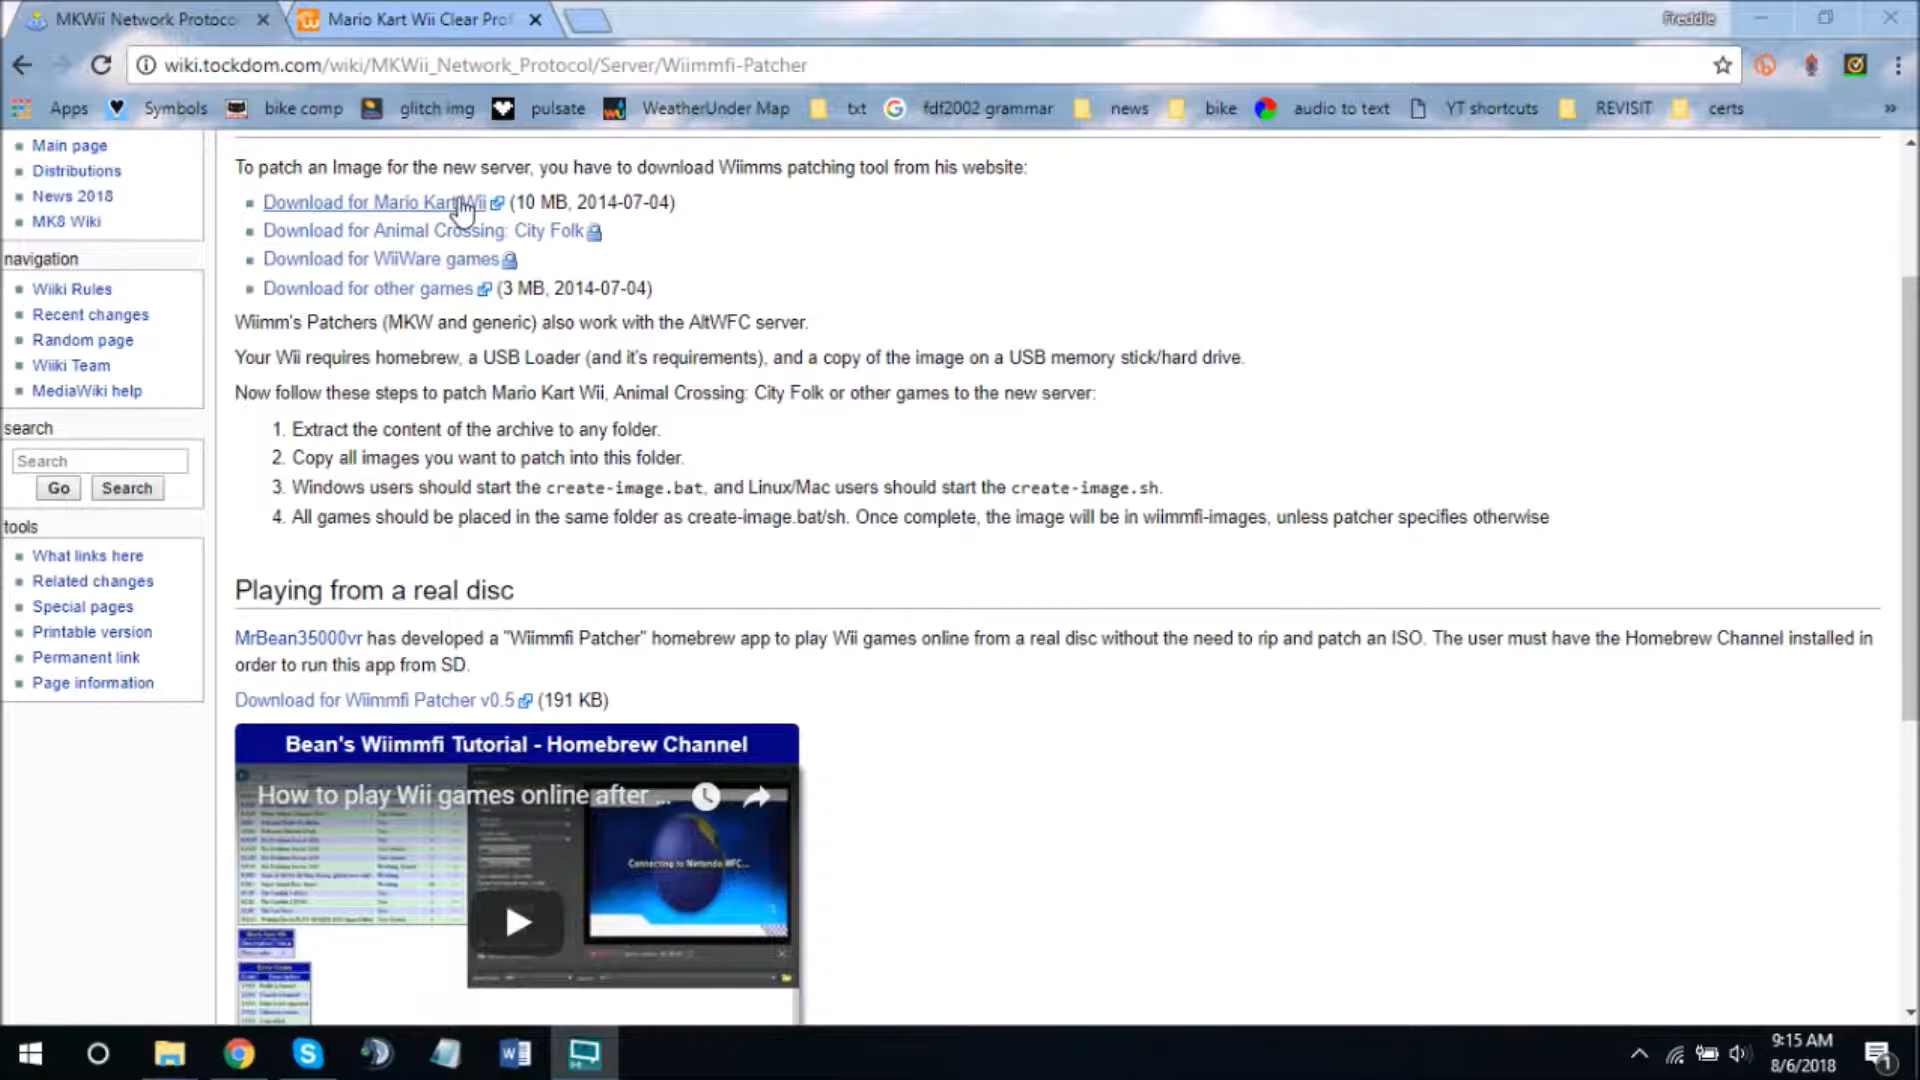 MKWii Network Protoco
Mario Kart Wii Clear Prof
Freddie
wiki.tockdom.com/wiki/MKWii_Network_Protocol/Server/Wiimmfi-Patcher
Apps Symbols bike comp glitch img pulsate WeatherUnder Map txt fdf2002 grammar news bike audio to text YT shortcuts REVISIT certs »
Main page
Distributions
News 2018
MK8 Wiki
navigation
Wiiki Rules
Recent changes
Random page
Wiiki Team
MediaWiki help
search
Search
Go Search
tools
What links here
Related changes
Special pages
Printable version
Permanent link
Page information
To patch an Image for the new server, you have to download Wiimms patching tool from his website:
Download for Mario Kart Wii (10 MB, 2014-07-04)
Download for Animal Crossing: City Folk
Download for WiiWare games
Download for other games (3 MB, 2014-07-04)
Wiimm's Patchers (MKW and generic) also work with the AltWFC server.
Your Wii requires homebrew, a USB Loader (and it's requirements), and a copy of the image on a USB memory stick/hard drive.
Now follow these steps to patch Mario Kart Wii, Animal Crossing: City Folk or other games to the new server:
1. Extract the content of the archive to any folder.
2. Copy all images you want to patch into this folder.
3. Windows users should start the create-image.bat, and Linux/Mac users should start the create-image.sh.
4. All games should be placed in the same folder as create-image.bat/sh. Once complete, the image will be in wiimmfi-images, unless patcher specifies otherwise
Playing from a real disc
MrBean35000vr has developed a "Wiimmfi Patcher" homebrew app to play Wii games online from a real disc without the need to rip and patch an ISO. The user must have the Homebrew Channel installed in
order to run this app from SD.
Download for Wiimmfi Patcher v0.5 (191 KB)
Bean's Wiimmfi Tutorial - Homebrew Channel
How to play Wii games online after ...
Connecting to Nintendo WFC...
9:15 AM
8/6/2018
1